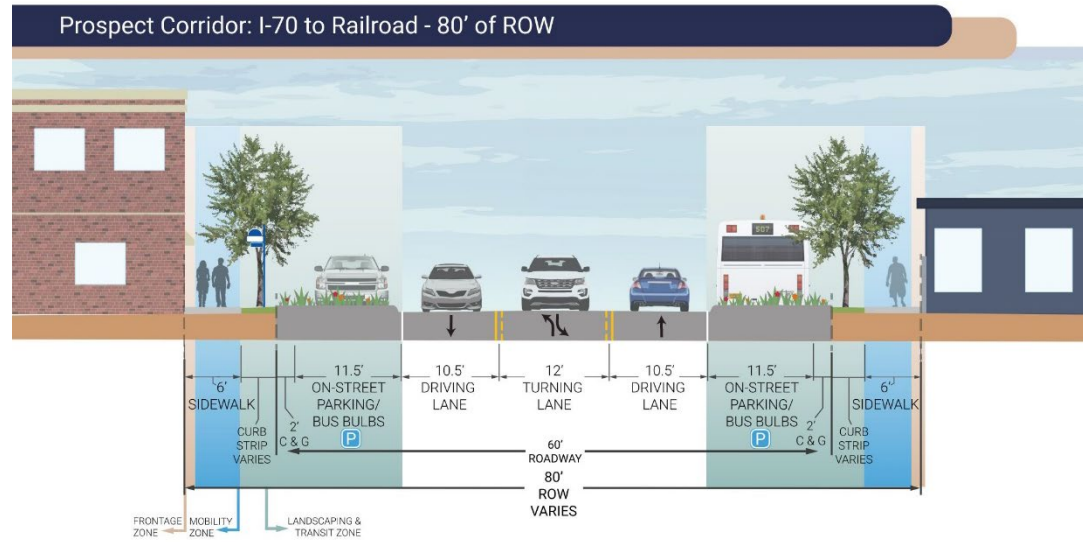 Prospect Corridor: I-70 to Railroad - 80’ of ROW
507
6’
SIDEWALK
CURB
STRIP
VARIES
2’
C & G
11.5’
ON-STREET
PARKING/
BUS BULBS
P
10.5’
DRIVING
LANE
12’
TURNING
LANE
10.5’
DRIVING
LANE
11.5’
ON-STREET
PARKING/
BUS BULBS
P
2’
C & G
CURB
STRIP
VARIES
6’
SIDEWALK
60’
ROADWAY
80’
ROW
VARIES
FRONTAGE
ZONE
MOBILITY
ZONE
LANDSCAPING &
TRANSIT ZONE